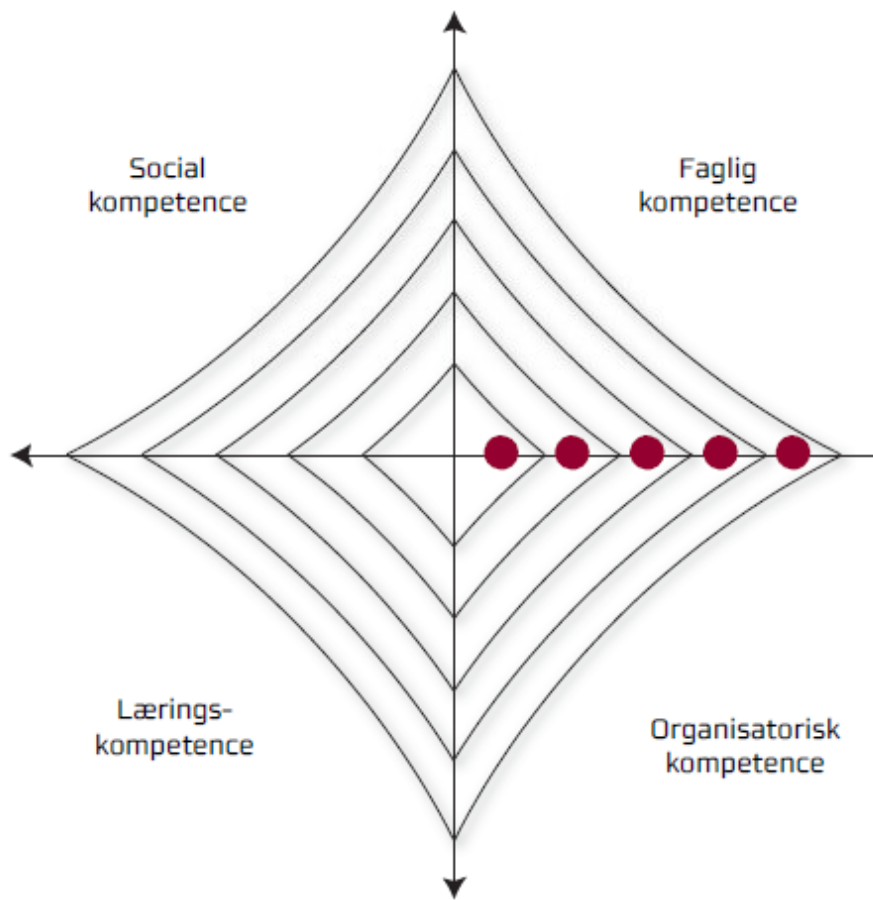 Social
kompetence
Faglig
kompetence
Lærings-
kompetence
Organisatorisk
kompetence